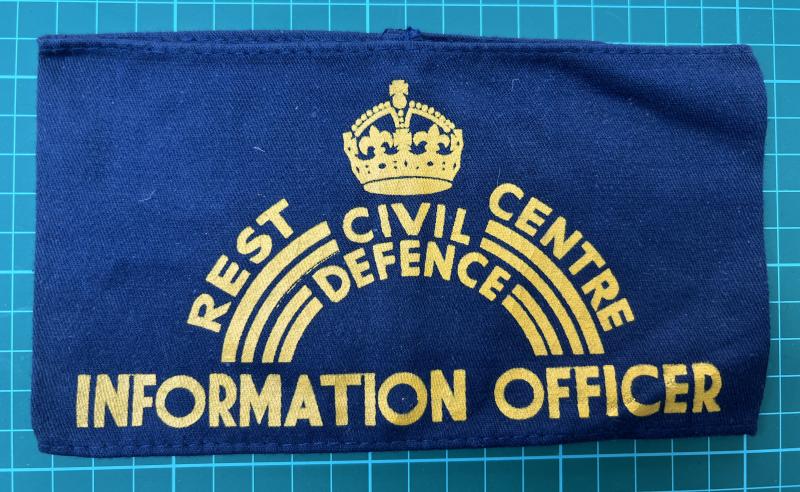 REST CENTRE
CIVIL
DEFENCE
INFORMATION OFFICER